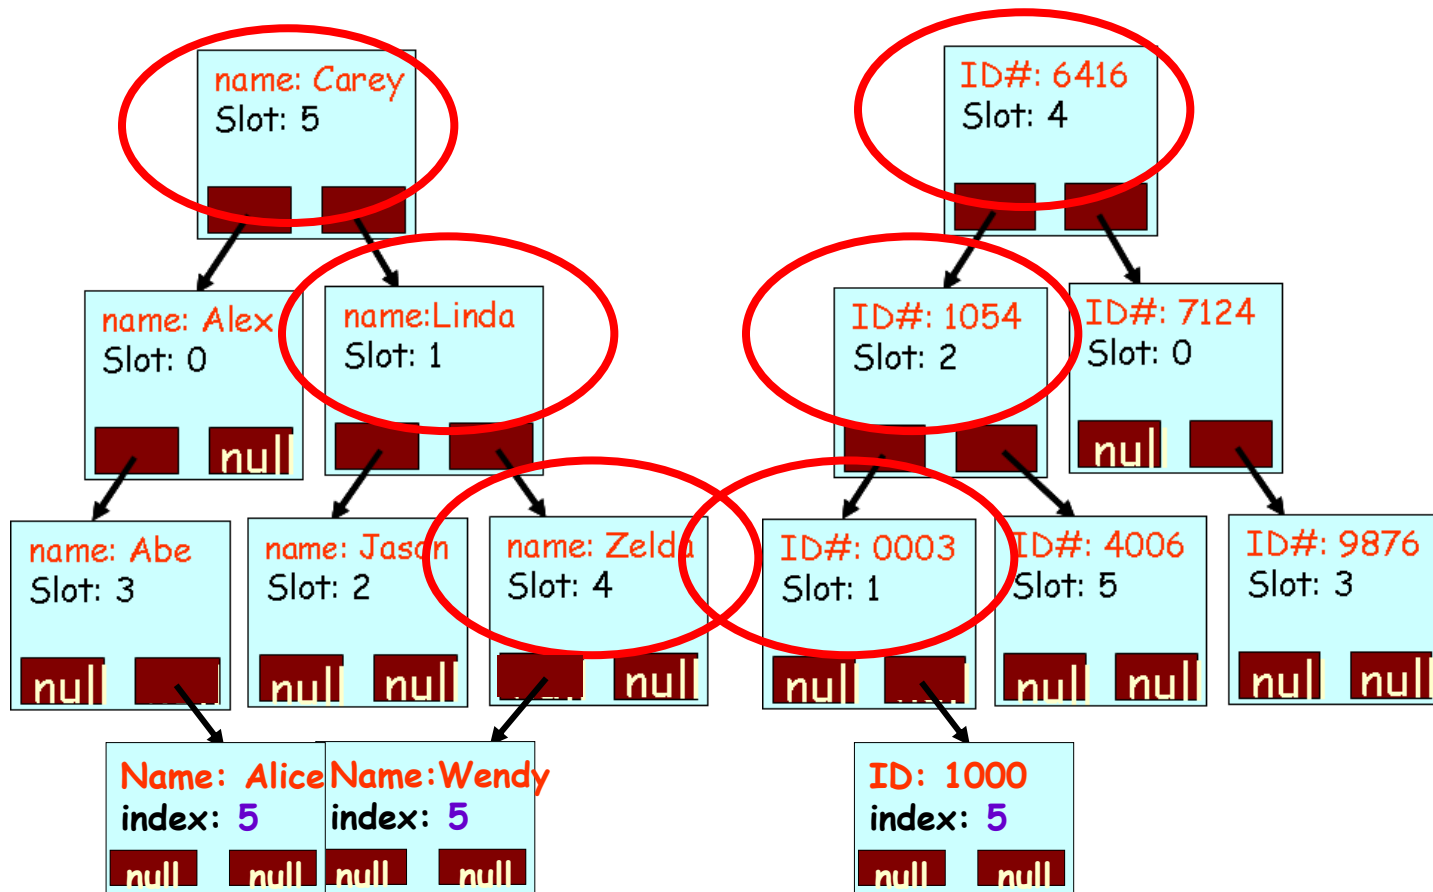 name: Carey
Slot: 5
ID#: 6416
Slot: 4
name: Alex
Slot: 0
null
name:Linda
Slot: 1
ID#: 1054
Slot: 2
ID#: 7124
Slot: 0
null
name: Abe
Slot: 3
null
name: Jason
Slot: 2
null
null
name: Zelda
Slot: 4
null
ID#: 0003
Slot: 1
null
ID#: 4006
Slot: 5
null
null
ID#: 9876
Slot: 3
null
null
Name: Alice
index: 5
null
null
Name:Wendy
index: 5
null
null
ID: 1000
index: 5
null
null